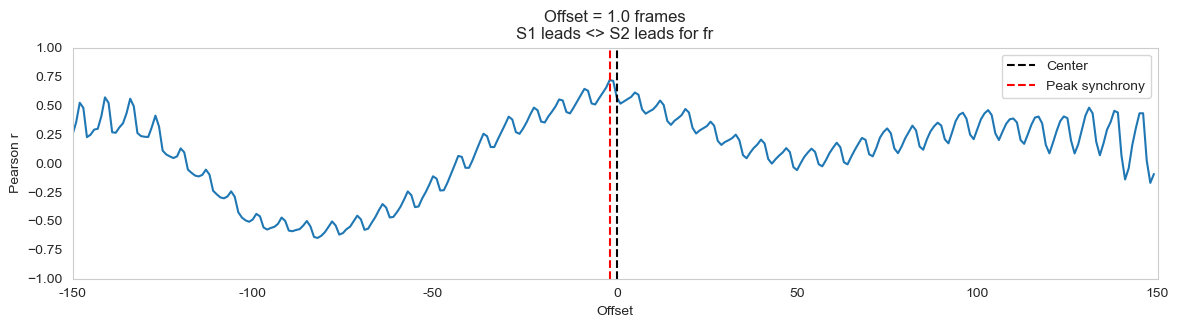 Offset = 1.0 frames
S1 leads <> S2 leads for fr
1.00
0.75
0.50
0.25
0.00
−0.25
−0.50
−0.75
−1.00
Pearson r
Center
Peak synchrony
-150
-100
-50
0
50
100
150
Offset